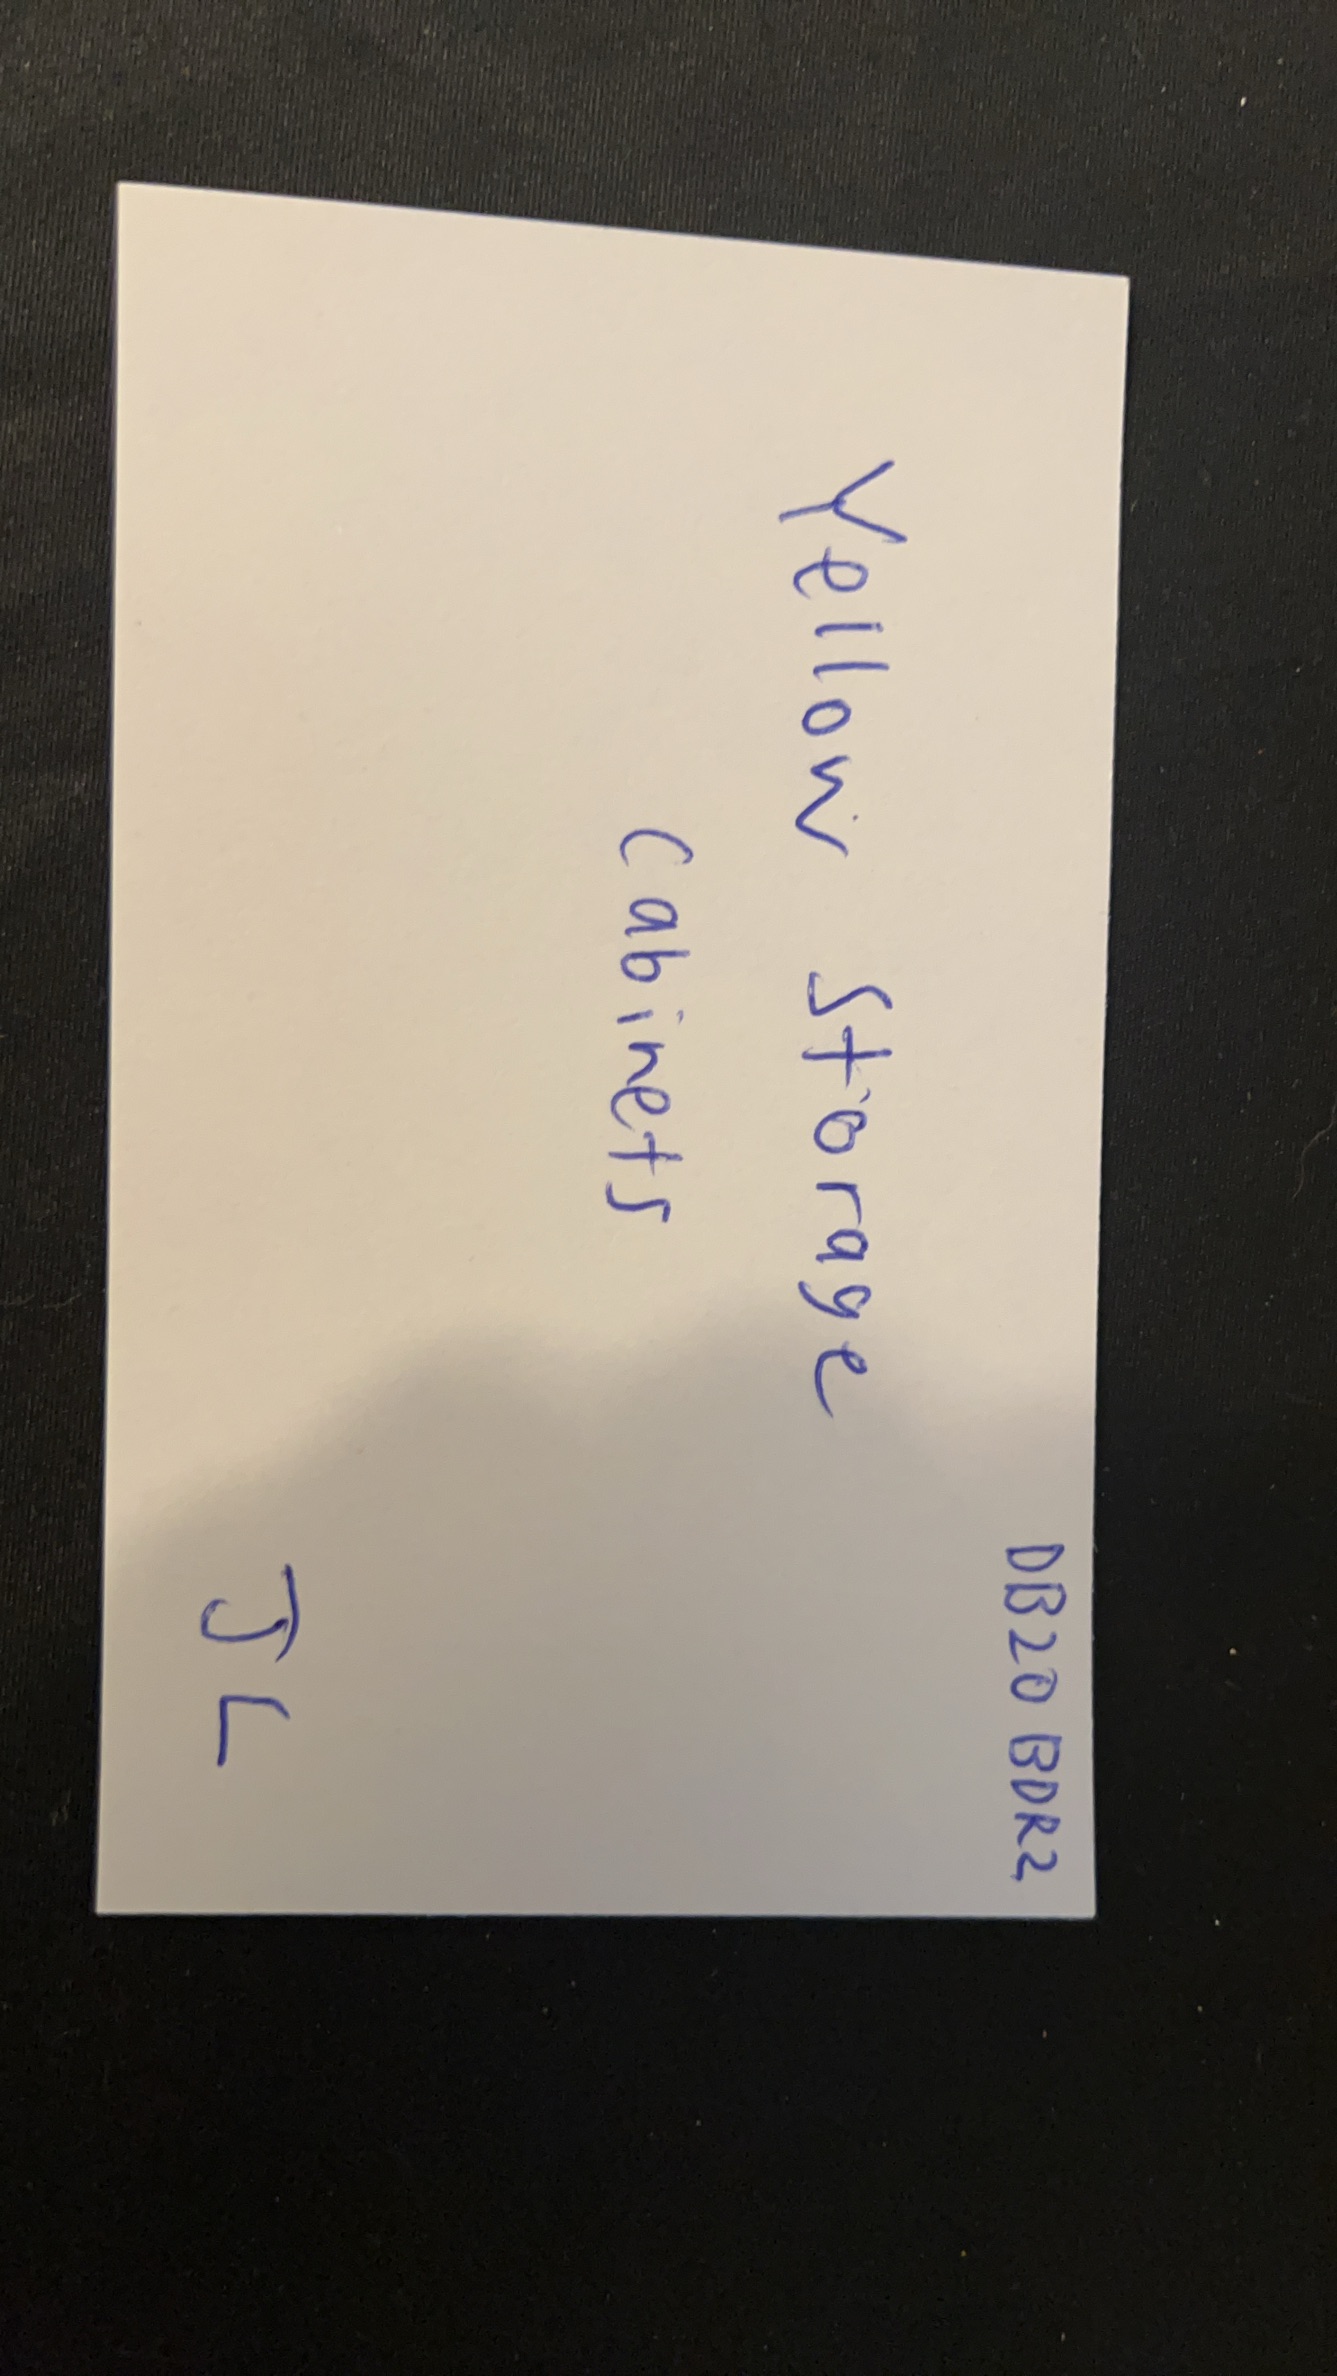 DB20 BDR2
Yellow Storage
Cabinets
JL